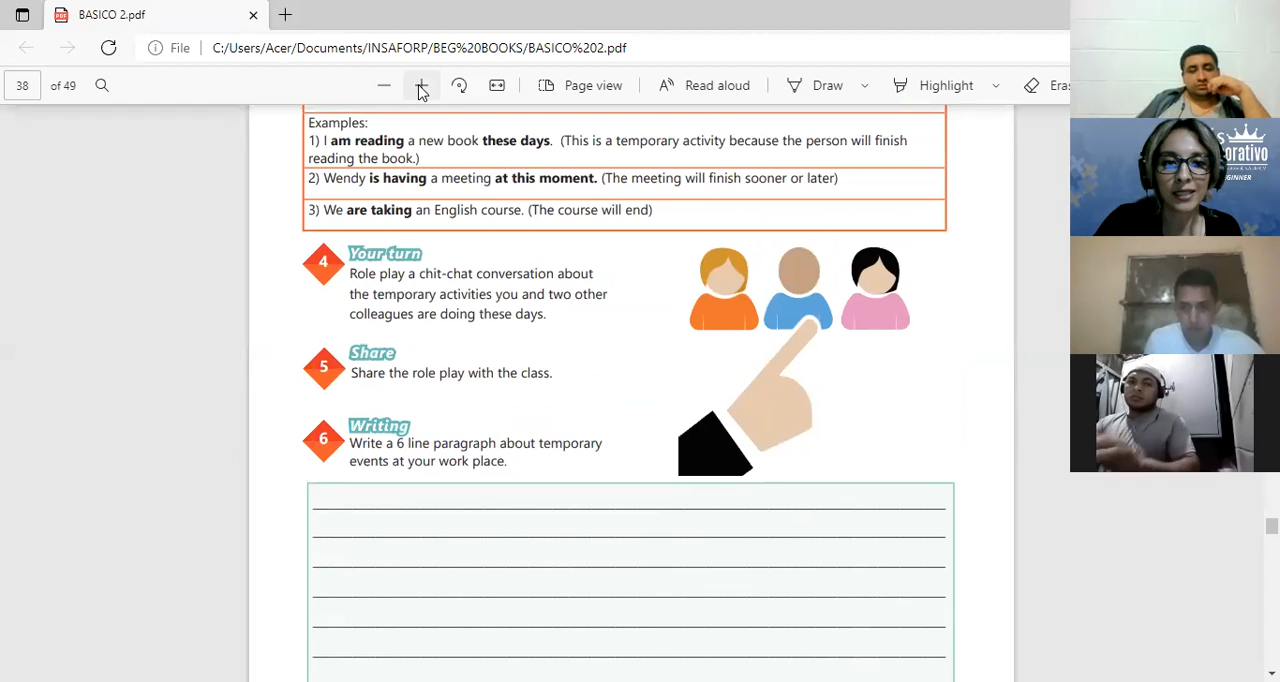 BASICO 2.pdf
File C:/Users/Acer/Documents/INSAFORP/BEG%20BOOKS/BASICO%202.pdf
38 of 49 Page view Read aloud Draw Highlight Eras
Examples:
1) I am reading a new book these days. (This is a temporary activity because the person will finish
reading the book.)
2) Wendy is having a meeting at this moment. (The meeting will finish sooner or later)
3) We are taking an English course. (The course will end)
4 Your turn
Role play a chit-chat conversation about
the temporary activities you and two other
colleagues are doing these days.
5 Share
Share the role play with the class.
6 Writing
Write a 6 line paragraph about temporary
events at your work place.
orativo